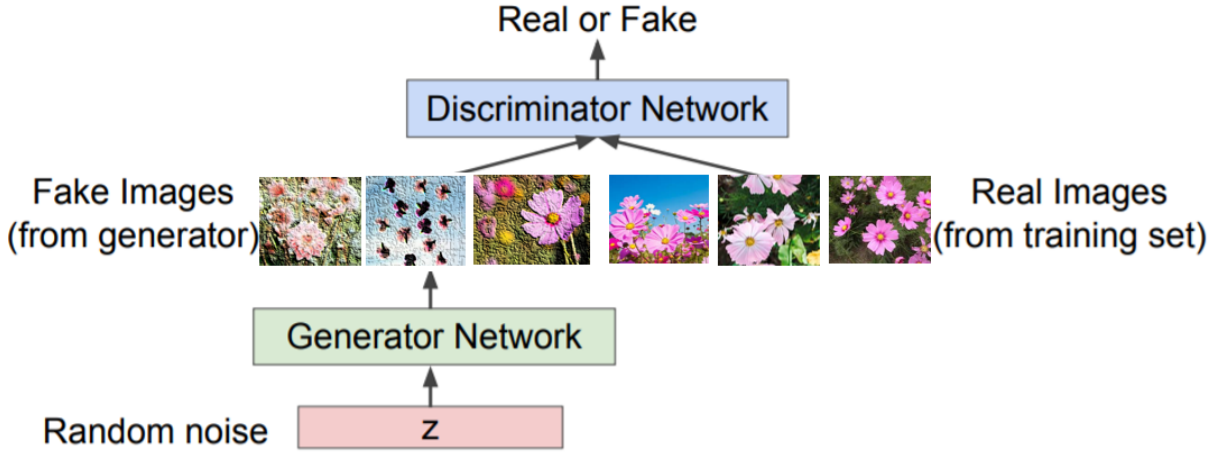 Real or Fake
Discriminator Network
Fake Images
(from generator)
Real Images
(from training set)
Generator Network
Random noise
z